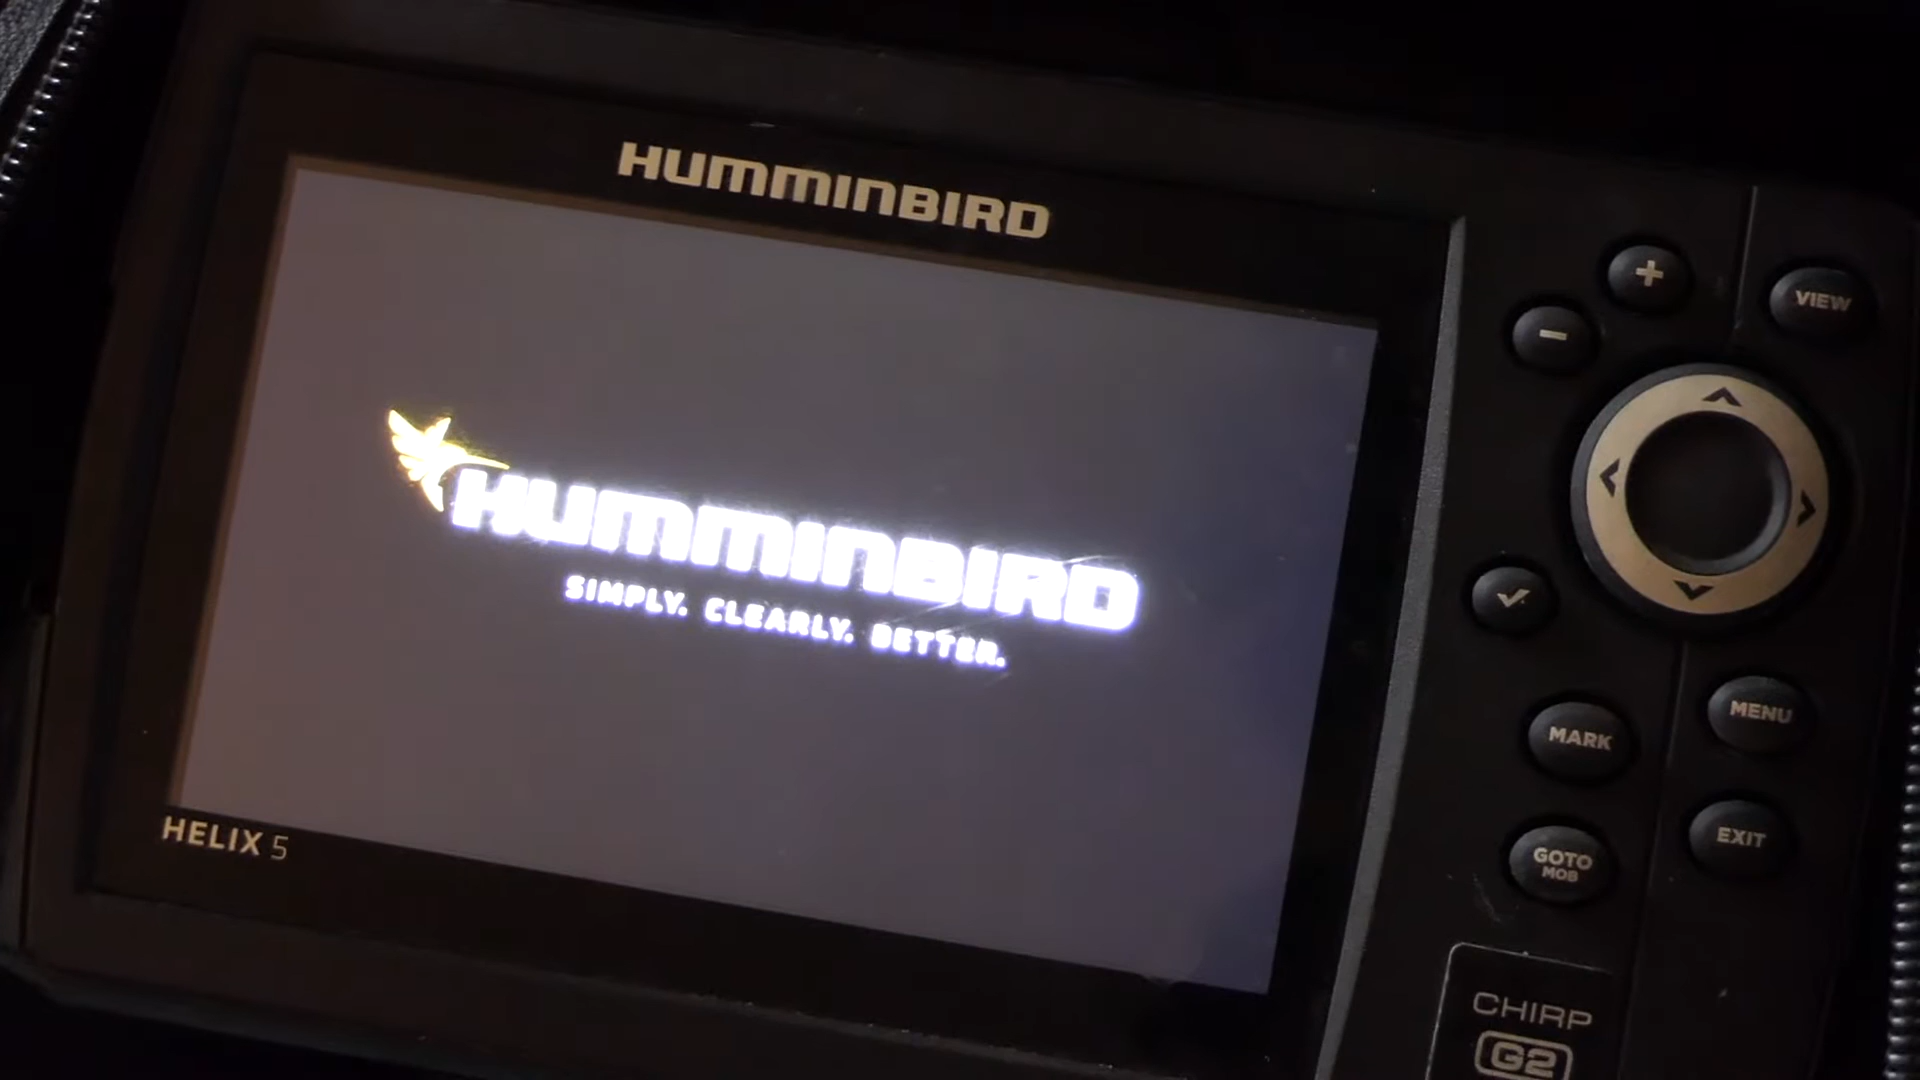 HUMMINBIRD
HUMMINBIRD
SIMPLY. CLEARLY. BETTER.
HELIX 5
+
-
VIEW
MARK
MENU
GOTO
MOB
EXIT
CHIRP
G2